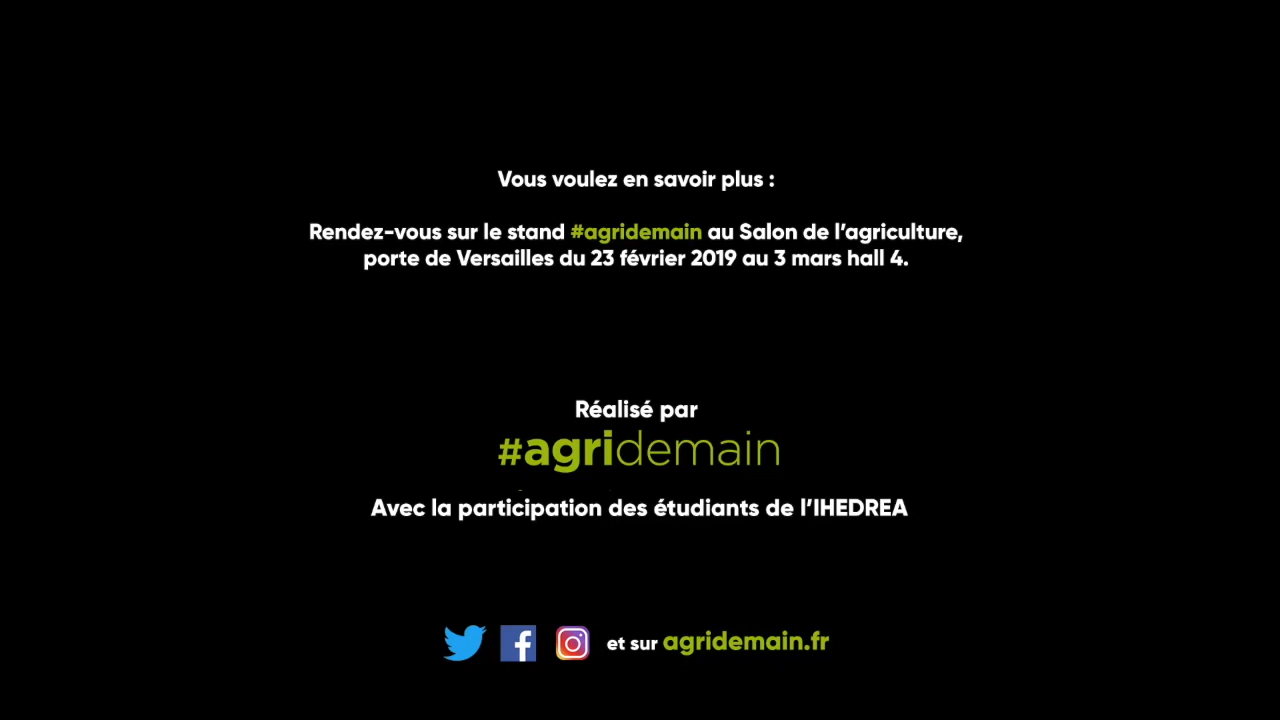 Vous voulez en savoir plus :
Rendez-vous sur le stand #agridemain au Salon de l’agriculture,
porte de Versailles du 23 février 2019 au 3 mars hall 4.
Réalisé par
#agridemain
Avec la participation des étudiants de l’IHEDREA
et sur agridemain.fr